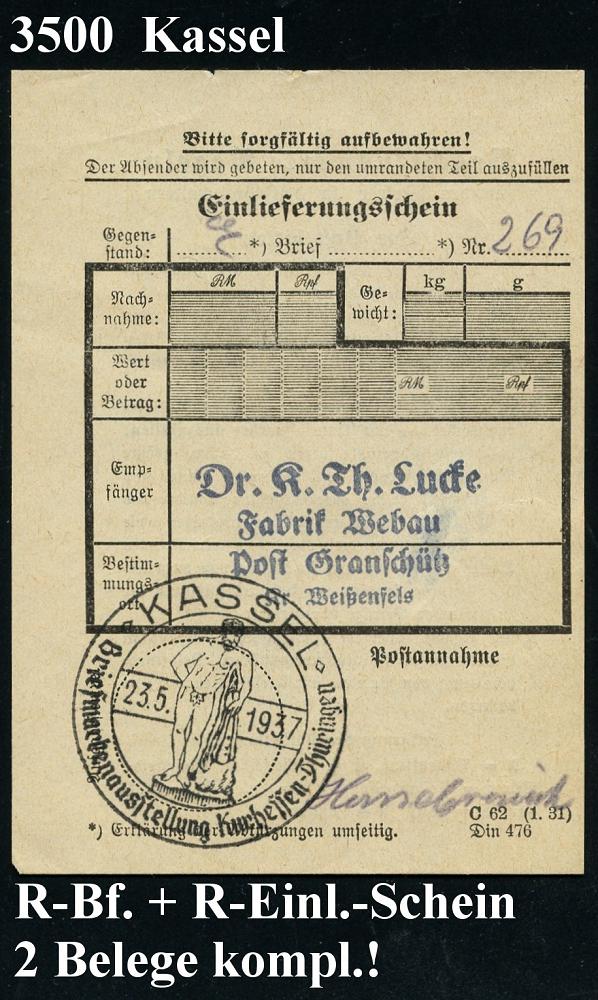 3500 Kassel
Bitte sorgfältig aufbewahren!
Der Absender wird gebeten, nur den umrandeten Teil auszufüllen
Einlieferungsschein
Gegen-
stand: R *) Brief *) Nr. 269
Nach-
nahme: RM Rpf
Ge-
wicht: kg g
Wert
oder
Betrag: RM Rpf
Emp-
fänger
Dr. K. Th. Lucke
Fabrik Webau
Bestim-
mungs-
ort
Post Granschütz
Kr. Weißenfels
KASSEL
23.5. 1937
Briefmarkenausstellung Kurhessen-Thüringen
Postannahme
C 62 (1. 31)
Din 476
*) Erklärung der Abkürzungen umseitig.
R-Bf. + R-Einl.-Schein
2 Belege kompl.!